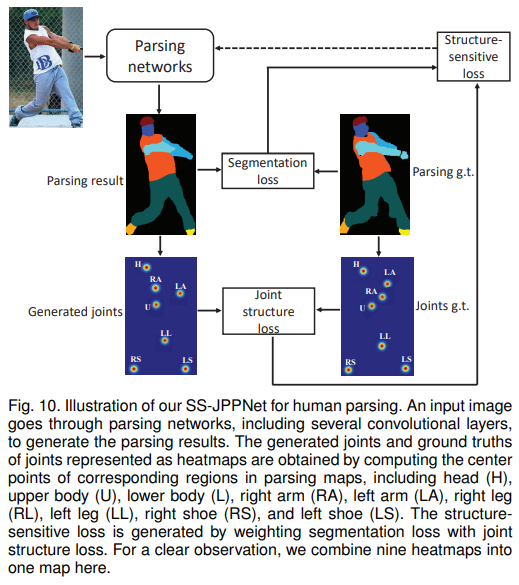 Parsing
networks
Structure-
sensitive
loss
Parsing result
Segmentation
loss
Parsing g.t.
H
RA
LA
U
LL
RS
LS
Generated joints
Joint
structure
loss
H
LA
RA
U
LL
RS
LS
Joints g.t.
Fig. 10. Illustration of our SS-JPPNet for human parsing. An input image
goes through parsing networks, including several convolutional layers,
to generate the parsing results. The generated joints and ground truths
of joints represented as heatmaps are obtained by computing the center
points of corresponding regions in parsing maps, including head (H),
upper body (U), lower body (L), right arm (RA), left arm (LA), right leg
(RL), left leg (LL), right shoe (RS), and left shoe (LS). The structure-
sensitive loss is generated by weighting segmentation loss with joint
structure loss. For a clear observation, we combine nine heatmaps into
one map here.